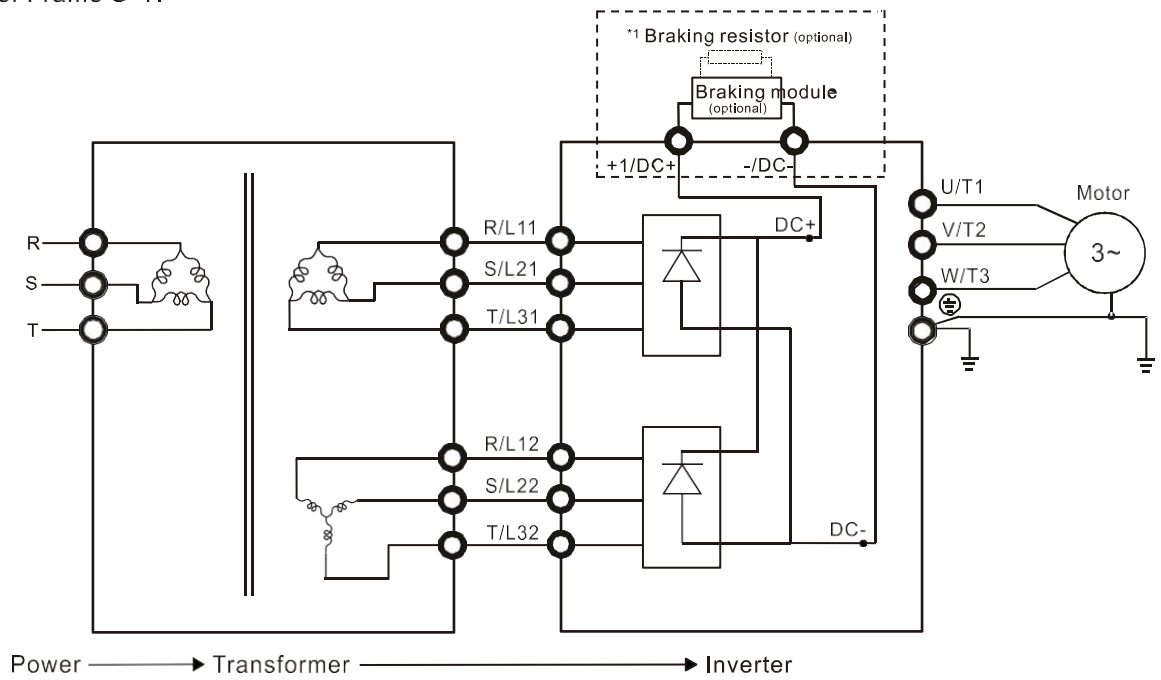 *1 Braking resistor (optional)
Braking module*
(optional)
+1/DC+
-/DC-
U/T1
Motor
R
R/L11
DC+
V/T2
3~
S
S/L21
W/T3
T
T/L31
R/L12
S/L22
T/L32
DC-
Power
Transformer
Inverter